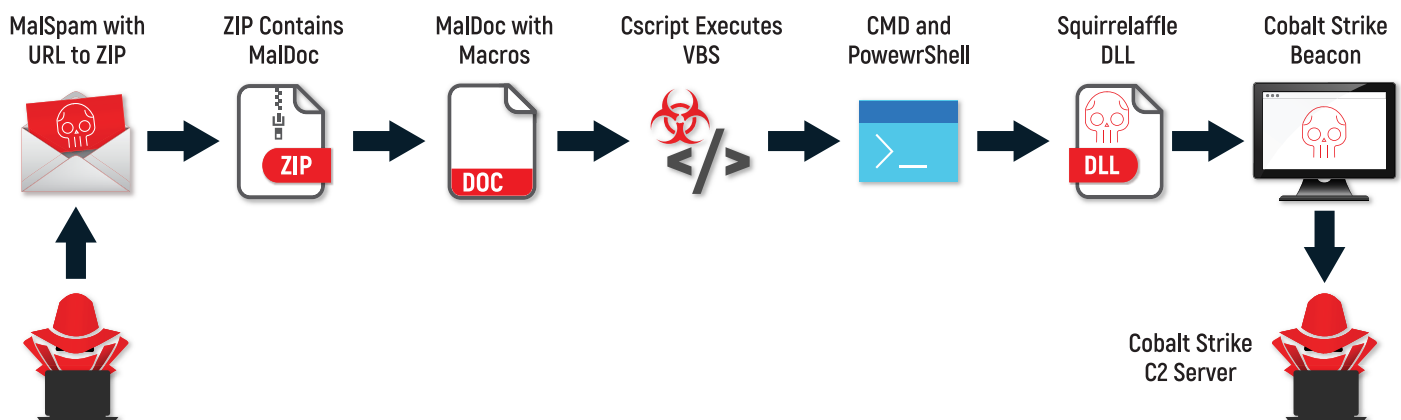 MalSpam with
URL to ZIP
ZIP Contains
MalDoc
MalDoc with
Macros
Cscript Executes
VBS
CMD and
PowewrShell
Squirrelaffle
DLL
Cobalt Strike
Beacon
ZIP
DOC
</>
>_
DLL
Cobalt Strike
C2 Server